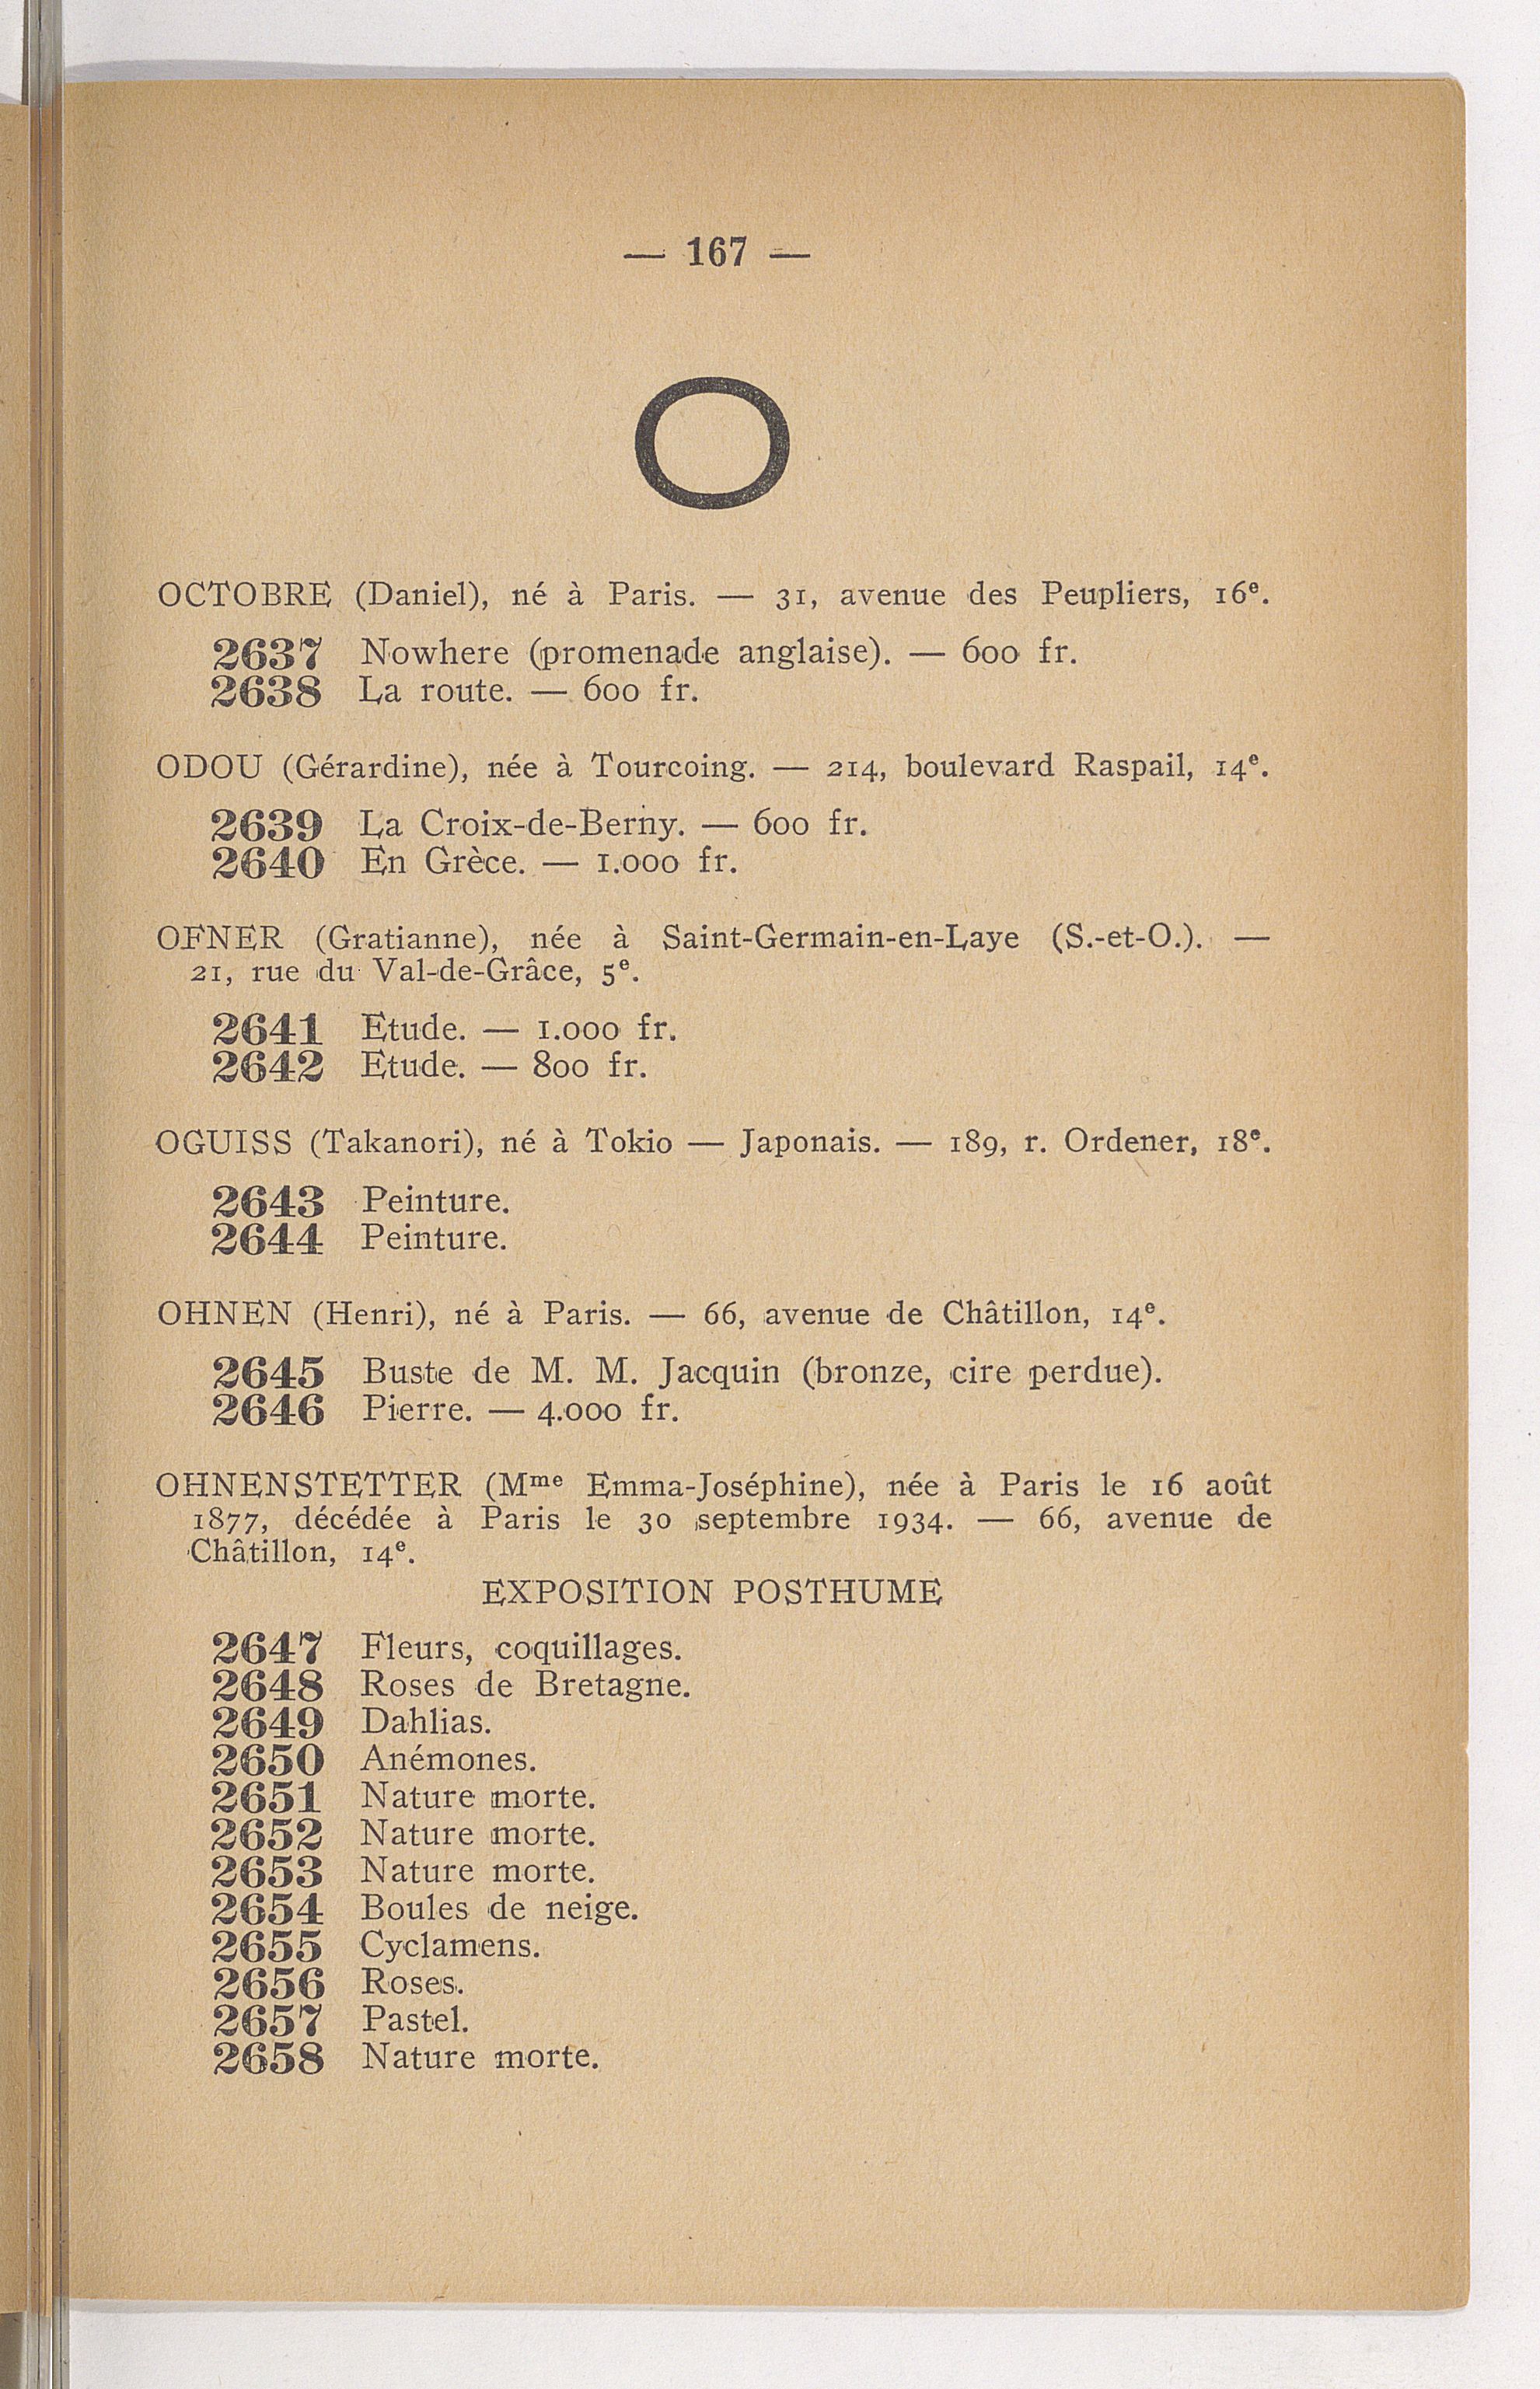 — 167 —
O
OCTOBRE (Daniel), né à Paris. — 31, avenue des Peupliers, 16e.
2637 Nowhere (promenade anglaise). — 600 fr.
2638 La route. — 600 fr.
ODOU (Gérardine), née à Tourcoing. — 214, boulevard Raspail, 14e.
2639 La Croix-de-Berny. — 600 fr.
2640 En Grèce. — 1.000 fr.
OFNER (Gratianne), née à Saint-Germain-en-Laye (S.-et-O.). —
21, rue du Val-de-Grâce, 5e.
2641 Etude. — 1.000 fr.
2642 Etude. — 800 fr.
OGUISS (Takanori), né à Tokio — Japonais. — 189, r. Ordener, 18e.
2643 Peinture.
2644 Peinture.
OHNEN (Henri), né à Paris. — 66, avenue de Châtillon, 14e.
2645 Buste de M. M. Jacquin (bronze, cire perdue).
2646 Pierre. — 4.000 fr.
OHNENSTETTER (Mme Emma-Joséphine), née à Paris le 16 août
1877, décédée à Paris le 30 septembre 1934. — 66, avenue de
Châtillon, 14e.
EXPOSITION POSTHUME
2647 Fleurs, coquillages.
2648 Roses de Bretagne.
2649 Dahlias.
2650 Anémones.
2651 Nature morte.
2652 Nature morte.
2653 Nature morte.
2654 Boules de neige.
2655 Cyclamens.
2656 Roses.
2657 Pastel.
2658 Nature morte.